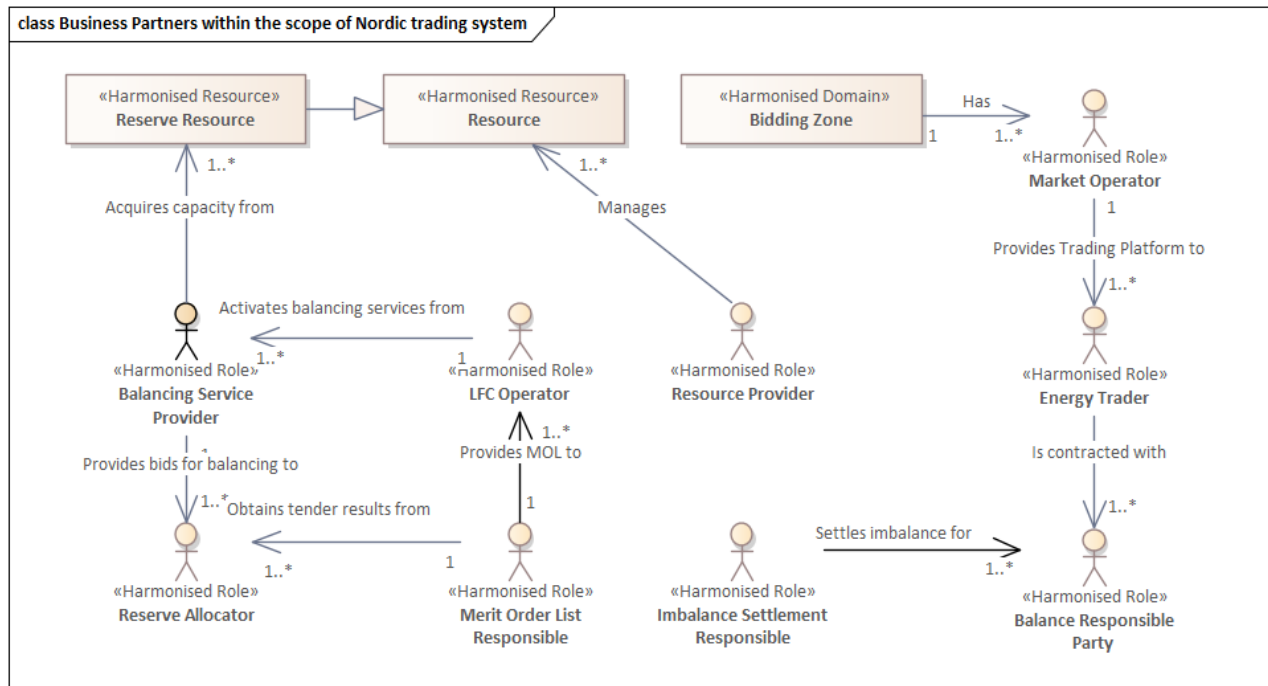 class Business Partners within the scope of Nordic trading system
«Harmonised Resource»
Reserve Resource
«Harmonised Resource»
Resource
«Harmonised Domain»
Bidding Zone
Has
1
1..*
«Harmonised Role»
Market Operator
1..*
1..*
1
Acquires capacity from
Manages
Provides Trading Platform to
1..*
Activates balancing services from
1..*
1
«Harmonised Role»
Balancing Service
Provider
«Harmonised Role»
LFC Operator
«Harmonised Role»
Resource Provider
«Harmonised Role»
Energy Trader
1
Provides bids for balancing to
1..*
1..*
Provides MOL to
1
Is contracted with
1..*
Obtains tender results from
1..*
1
Settles imbalance for
1..*
«Harmonised Role»
Reserve Allocator
«Harmonised Role»
Merit Order List
Responsible
«Harmonised Role»
Imbalance Settlement
Responsible
«Harmonised Role»
Balance Responsible
Party